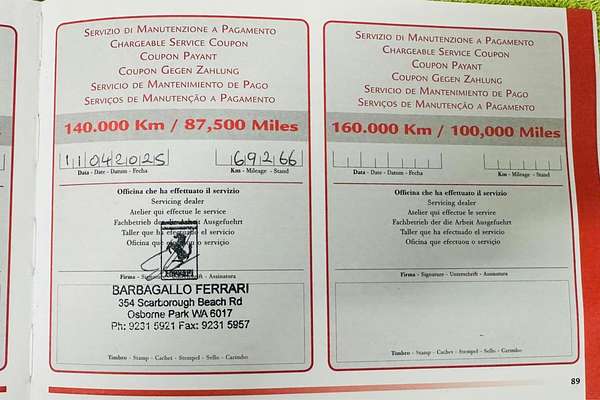 SERVIZIO DI MANUTENZIONE A PAGAMENTO
CHARGEABLE SERVICE COUPON
COUPON PAYANT
COUPON GEGEN ZAHLUNG
SERVICIO DE MANTENIMIENTO DE PAGO
SERVIÇOS DE MANUTENÇÃO A PAGAMENTO
140.000 Km / 87,500 Miles
11042025
69266
Data - Date - Datum - Fecha
Km - Mileage - Stand
Officina che ha effettuato il servizio
Servicing dealer
Atelier qui effectue le service
Fachbetrieb der die Arbeit Ausgefuehrt
Taller que ha efectuado el servicio
Oficina que efectuou o serviço
FERRARI
Firma - Signature - Unterschrift - Assinatura
BARBAGALLO FERRARI
354 Scarborough Beach Rd
Osborne Park WA 6017
Ph: 9231 5921 Fax: 9231 5957
Timbro - Stamp - Cachet - Stempel - Sello - Carimbo
SERVIZIO DI MANUTENZIONE A PAGAMENTO
CHARGEABLE SERVICE COUPON
COUPON PAYANT
COUPON GEGEN ZAHLUNG
SERVICIO DE MANTENIMIENTO DE PAGO
SERVIÇOS DE MANUTENÇÃO A PAGAMENTO
160.000 Km / 100,000 Miles
Data - Date - Datum - Fecha
Km - Mileage - Stand
Officina che ha effettuato il servizio
Servicing dealer
Atelier qui effectue le service
Fachbetrieb der die Arbeit Ausgefuehrt
Taller que ha efectuado el servicio
Oficina que efectuou o serviço
Firma - Signature - Unterschrift - Assinatura
Timbro - Stamp - Cachet - Stempel - Sello - Carimbo
89